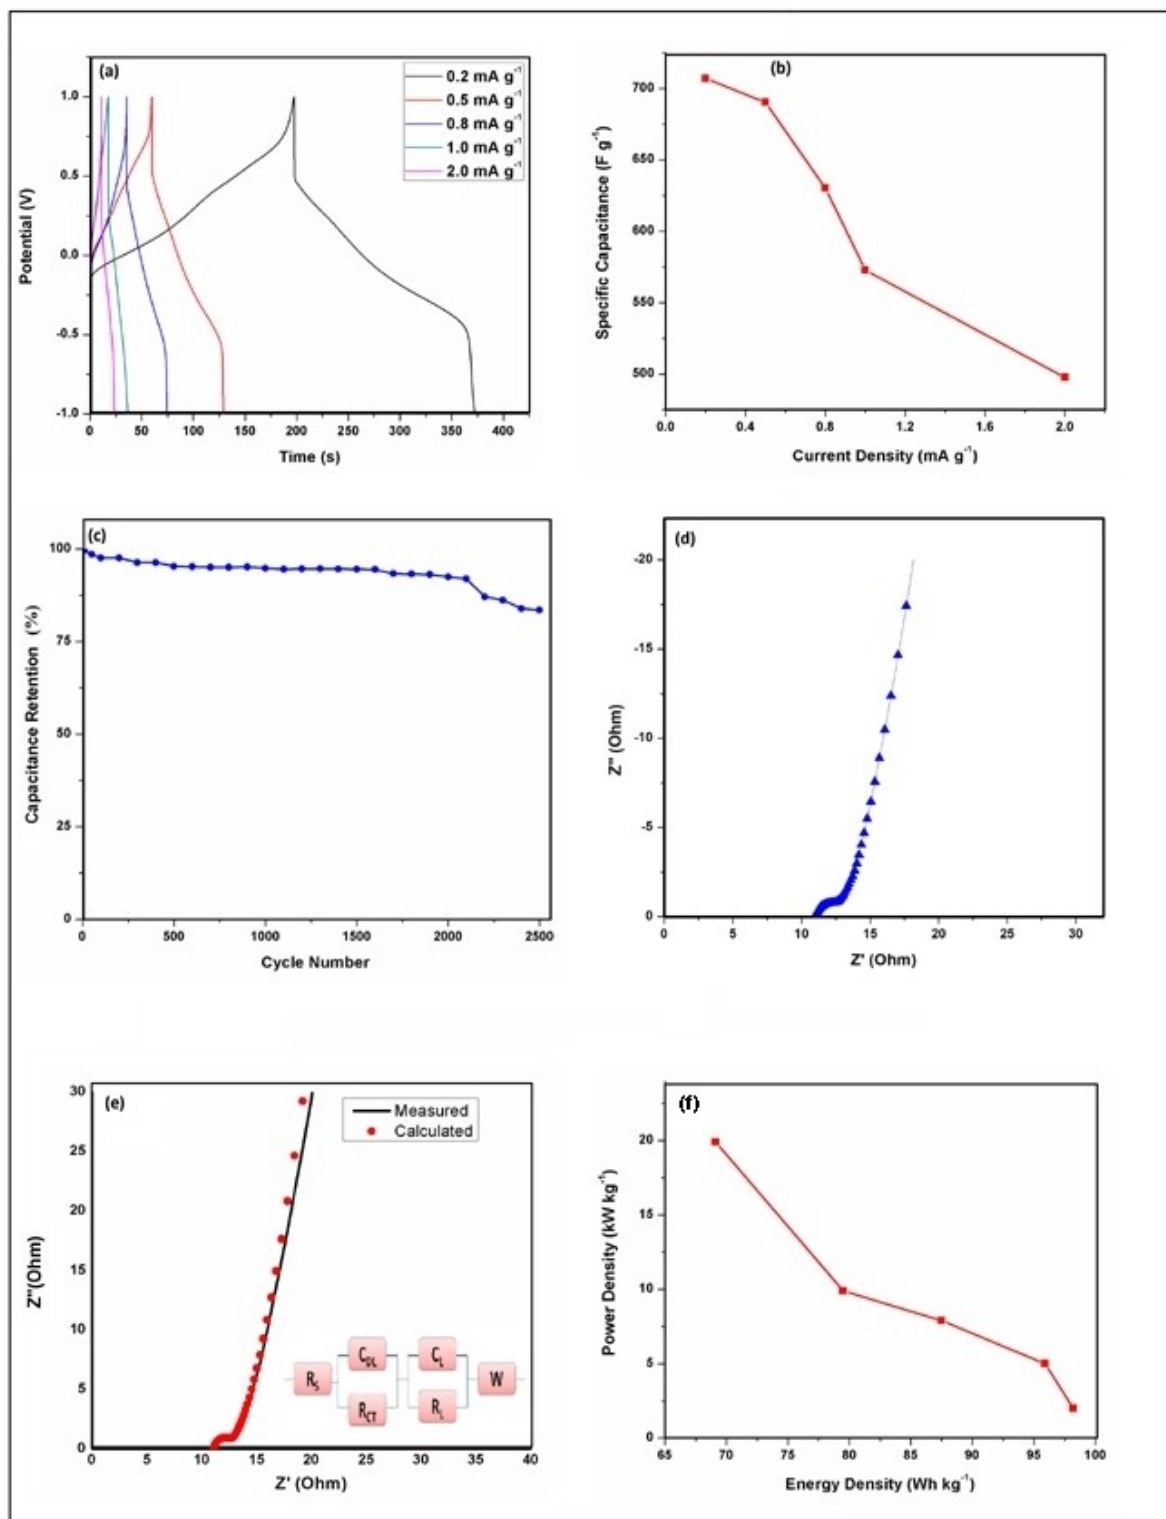 (a)
0.2 mA g⁻¹
0.5 mA g⁻¹
0.8 mA g⁻¹
1.0 mA g⁻¹
2.0 mA g⁻¹
1.0
0.5
0.0
-0.5
-1.0
Potential (V)
0 50 100 150 200 250 300 350 400
Time (s)
(b)
700
650
600
550
500
Specific Capacitance (F g⁻¹)
0.0 0.4 0.8 1.2 1.6 2.0
Current Density (mA g⁻¹)
(c)
100
75
50
25
0
Capacitance Retention (%)
0 500 1000 1500 2000 2500
Cycle Number
(d)
-20
-15
-10
-5
0
Z'' (Ohm)
0 5 10 15 20 25 30
Z' (Ohm)
(e)
Measured
Calculated
30
25
20
15
10
5
0
Z''(Ohm)
C_DL C_L
R_S W
R_CT R_L
0 5 10 15 20 25 30 35 40
Z' (Ohm)
(f)
20
15
10
5
0
Power Density (kW kg⁻¹)
65 70 75 80 85 90 95 100
Energy Density (Wh kg⁻¹)